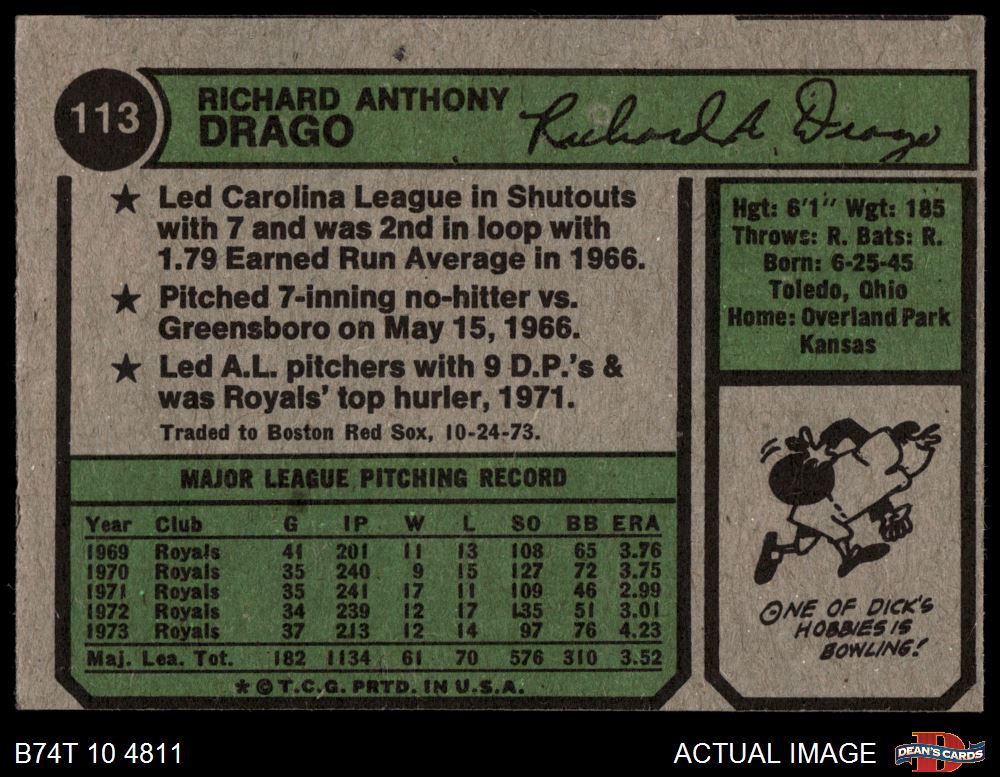 113
RICHARD ANTHONY
DRAGO
Richard A Drago
★ Led Carolina League in Shutouts
with 7 and was 2nd in loop with
1.79 Earned Run Average in 1966.
★ Pitched 7-inning no-hitter vs.
Greensboro on May 15, 1966.
★ Led A.L. pitchers with 9 D.P.'s &
was Royals' top hurler, 1971.
Traded to Boston Red Sox, 10-24-73.
Hgt: 6'1" Wgt: 185
Throws: R. Bats: R.
Born: 6-25-45
Toledo, Ohio
Home: Overland Park
Kansas
MAJOR LEAGUE PITCHING RECORD
Year Club G IP W L SO BB ERA
1969 Royals 41 201 11 13 108 65 3.76
1970 Royals 35 240 9 15 127 72 3.75
1971 Royals 35 241 17 11 109 46 2.99
1972 Royals 34 239 12 17 135 51 3.01
1973 Royals 37 213 12 14 97 76 4.23
Maj. Lea. Tot. 182 1134 61 70 576 310 3.52
* © T.C.G. PRTD. IN U.S.A.
ONE OF DICK'S
HOBBIES IS
BOWLING!
B74T 10 4811
ACTUAL IMAGE
DEAN'S CARDS